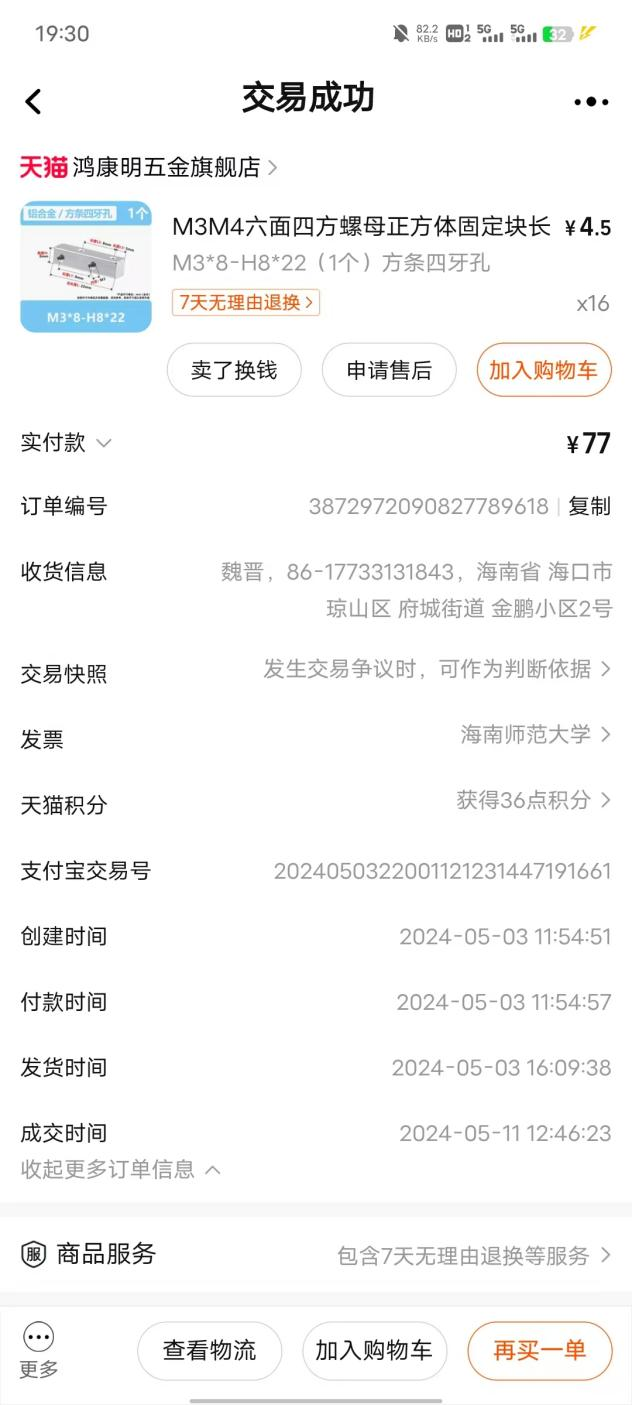 19:30
82.2 KB/s HD 1 2 5G 5G 32
交易成功
天猫 鸿康明五金旗舰店
铝合金/方条四牙孔 1个
M3M4六面四方螺母正方体固定块长 ¥4.5
M3*8-H8*22（1个）方条四牙孔
7天无理由退换
x16
M3*8-H8*22
卖了换钱 申请售后 加入购物车
实付款 ¥77
订单编号 3872972090827789618 复制
收货信息 魏晋，86-17733131843，海南省 海口市
琼山区 府城街道 金鹏小区2号
交易快照 发生交易争议时，可作为判断依据
发票 海南师范大学
天猫积分 获得36点积分
支付宝交易号 2024050322001121231447191661
创建时间 2024-05-03 11:54:51
付款时间 2024-05-03 11:54:57
发货时间 2024-05-03 16:09:38
成交时间 2024-05-11 12:46:23
收起更多订单信息
服 商品服务 包含7天无理由退换等服务
更多 查看物流 加入购物车 再买一单